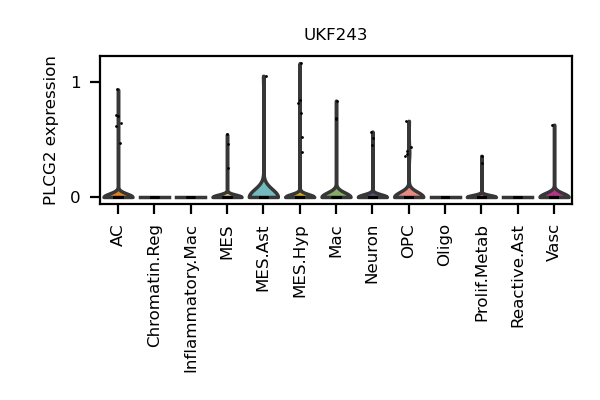 UKF243
PLCG2 expression
1
0
AC
Chromatin.Reg
Inflammatory.Mac
MES
MES.Ast
MES.Hyp
Mac
Neuron
OPC
Oligo
Prolif.Metab
Reactive.Ast
Vasc